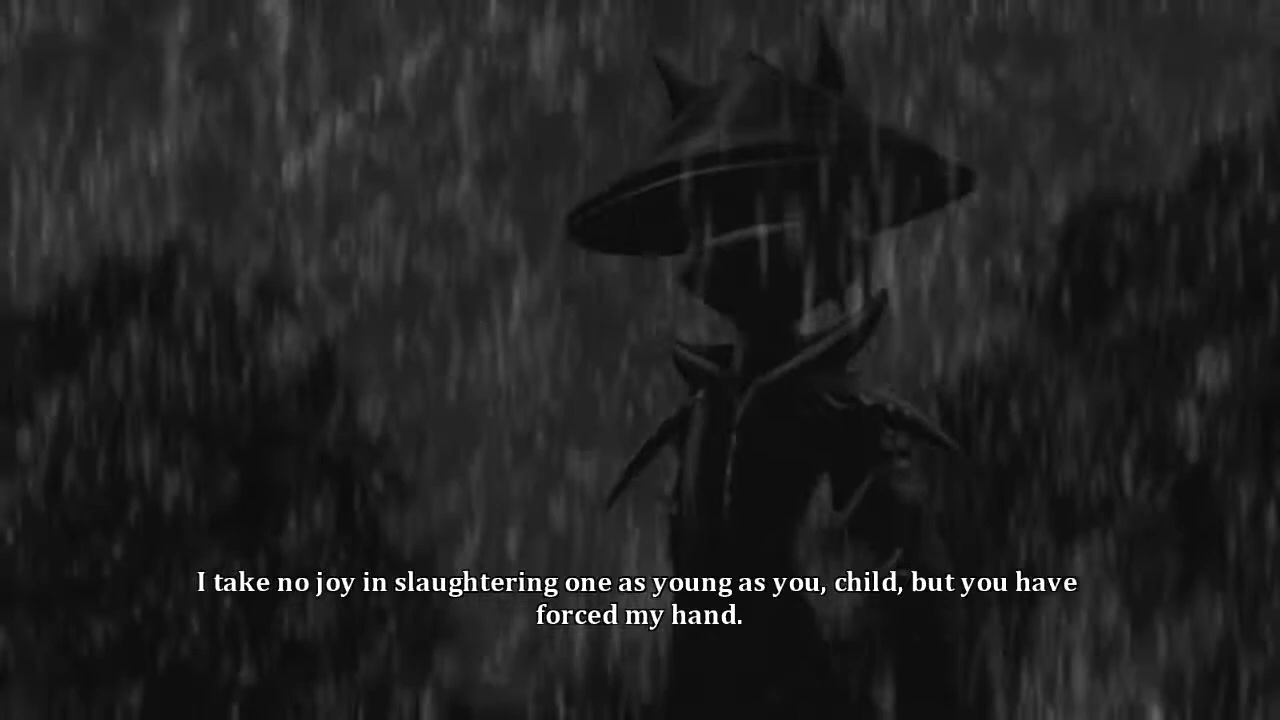 I take no joy in slaughtering one as young as you, child, but you have
forced my hand.